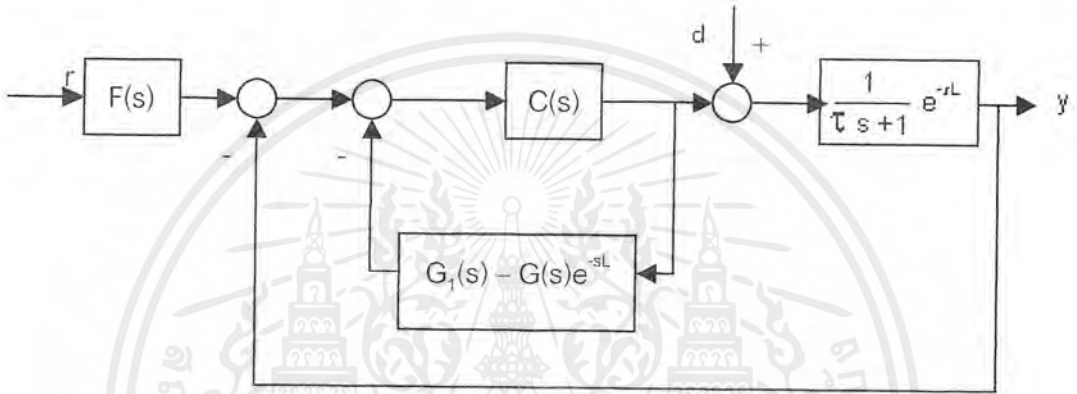 d
+
r
F(s)
C(s)
1
τ s +1
e^{-sL}
y
-
-
G₁(s) – G(s)e^{-sL}